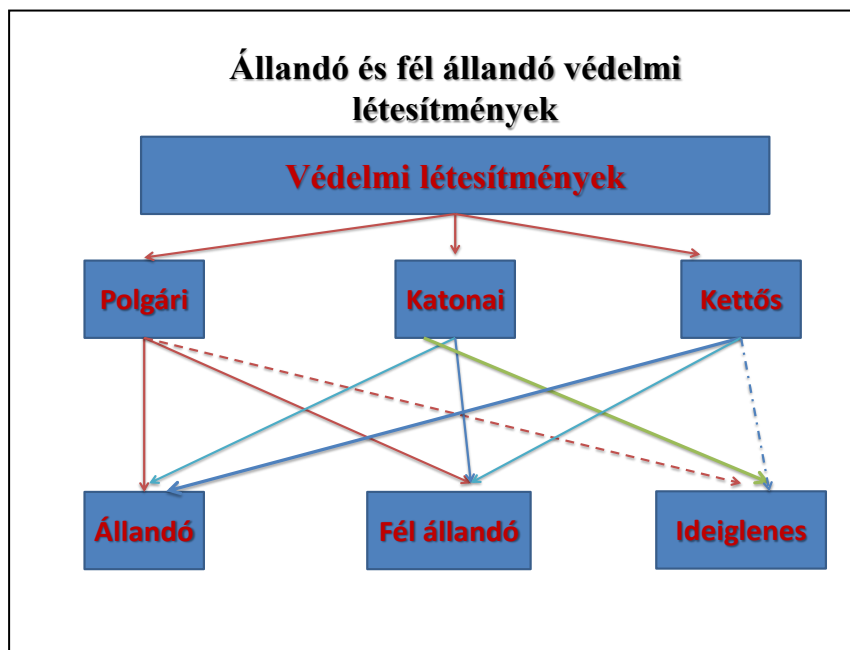 Állandó és fél állandó védelmi
létesítmények
Védelmi létesítmények
Polgári
Katonai
Kettős
Állandó
Fél állandó
Ideiglenes